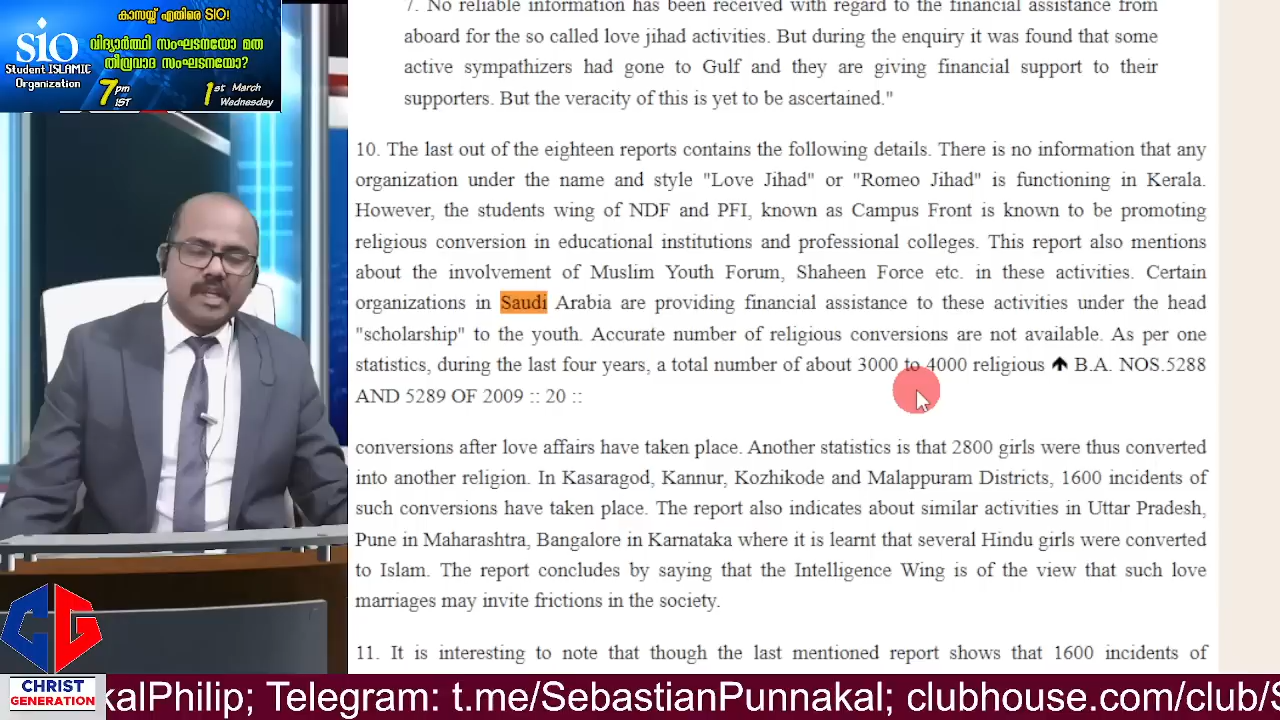 കാസയ്ക്ക് എതിരെ SIO!
sio
Student ISLAMIC
Organization
വിദ്യാർത്ഥി സംഘടനയോ മത
തീവ്രവാദ സംഘടനയോ?
7 pm
IST
1st March
Wednesday
7. No reliable information has been received with regard to the financial assistance from
aboard for the so called love jihad activities. But during the enquiry it was found that some
active sympathizers had gone to Gulf and they are giving financial support to their
supporters. But the veracity of this is yet to be ascertained."
10. The last out of the eighteen reports contains the following details. There is no information that any
organization under the name and style "Love Jihad" or "Romeo Jihad" is functioning in Kerala.
However, the students wing of NDF and PFI, known as Campus Front is known to be promoting
religious conversion in educational institutions and professional colleges. This report also mentions
about the involvement of Muslim Youth Forum, Shaheen Force etc. in these activities. Certain
organizations in Saudi Arabia are providing financial assistance to these activities under the head
"scholarship" to the youth. Accurate number of religious conversions are not available. As per one
statistics, during the last four years, a total number of about 3000 to 4000 religious 🡅 B.A. NOS.5288
AND 5289 OF 2009 :: 20 ::
conversions after love affairs have taken place. Another statistics is that 2800 girls were thus converted
into another religion. In Kasaragod, Kannur, Kozhikode and Malappuram Districts, 1600 incidents of
such conversions have taken place. The report also indicates about similar activities in Uttar Pradesh,
Pune in Maharashtra, Bangalore in Karnataka where it is learnt that several Hindu girls were converted
to Islam. The report concludes by saying that the Intelligence Wing is of the view that such love
marriages may invite frictions in the society.
11. It is interesting to note that though the last mentioned report shows that 1600 incidents of
CG
CHRIST
GENERATION
kalPhilip; Telegram: t.me/SebastianPunnakal; clubhouse.com/club/S